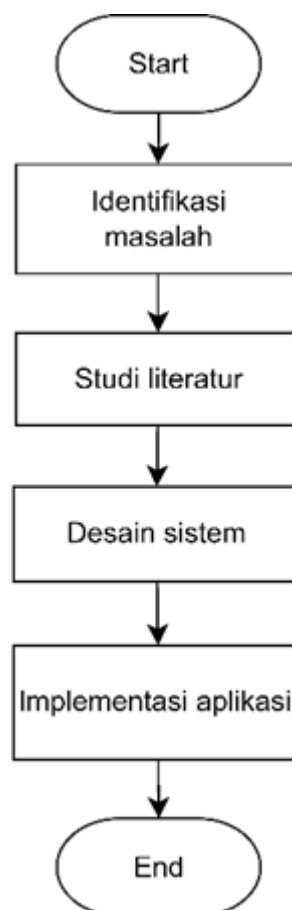 Start
Identifikasi
masalah
Studi literatur
Desain sistem
Implementasi aplikasi
End